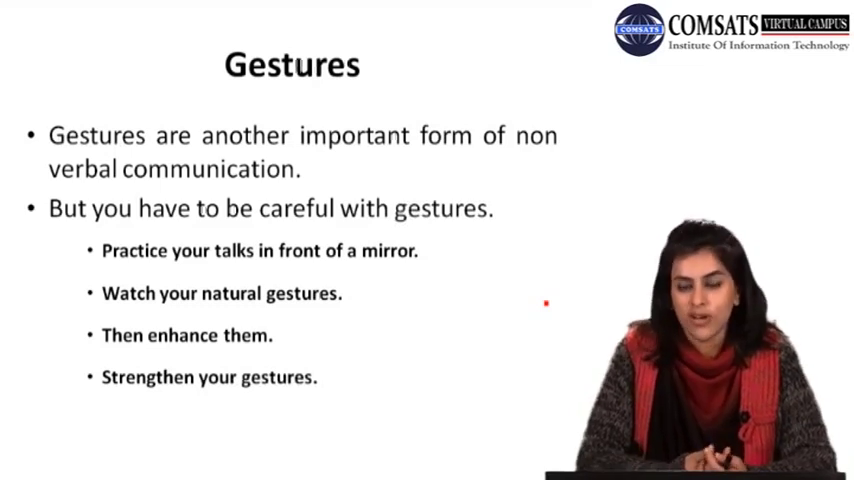 COMSATS VIRTUAL CAMPUS
Institute Of Information Technology
COMSATS
Gestures
• Gestures are another important form of non
verbal communication.
• But you have to be careful with gestures.
• Practice your talks in front of a mirror.
• Watch your natural gestures.
• Then enhance them.
• Strengthen your gestures.